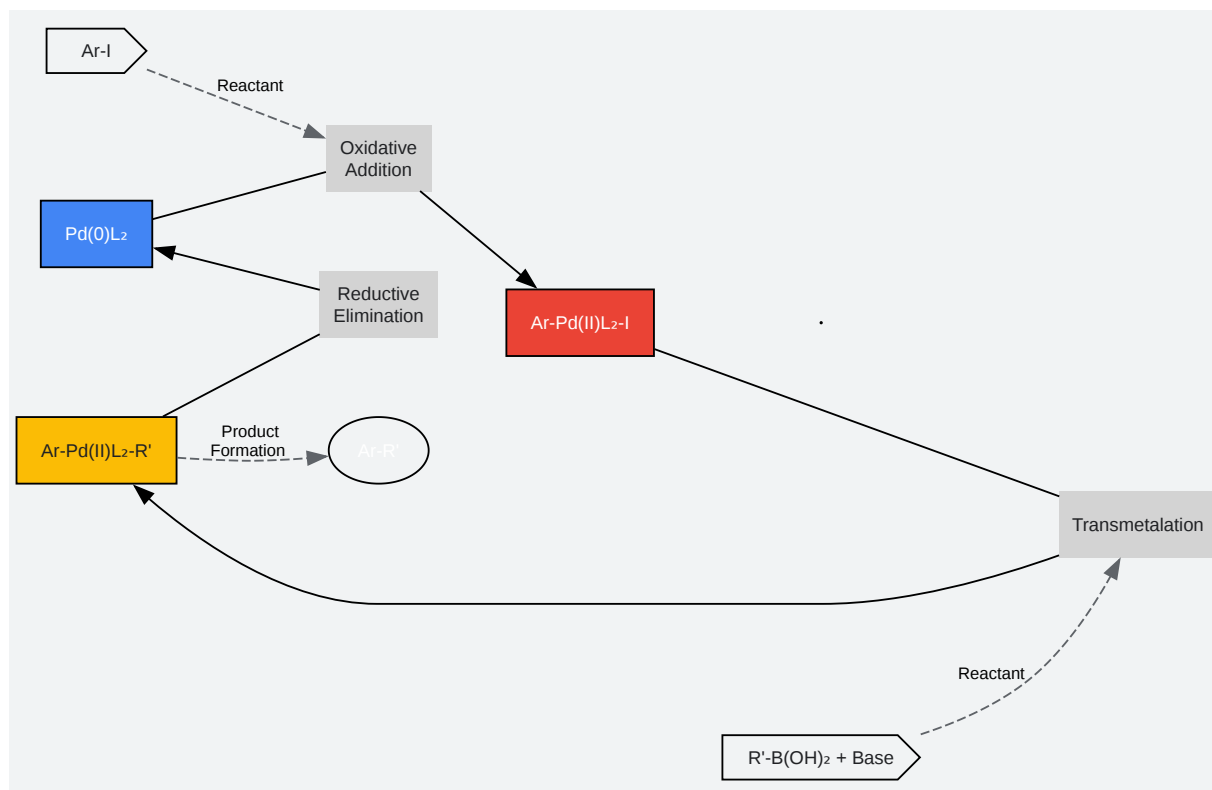 Ar-I
Reactant
Oxidative
Addition
Pd(0)L₂
Reductive
Elimination
Ar-Pd(II)L₂-I
Product
Formation
Ar-Pd(II)L₂-R'
Ar-R'
Transmetalation
Reactant
R'-B(OH)₂ + Base